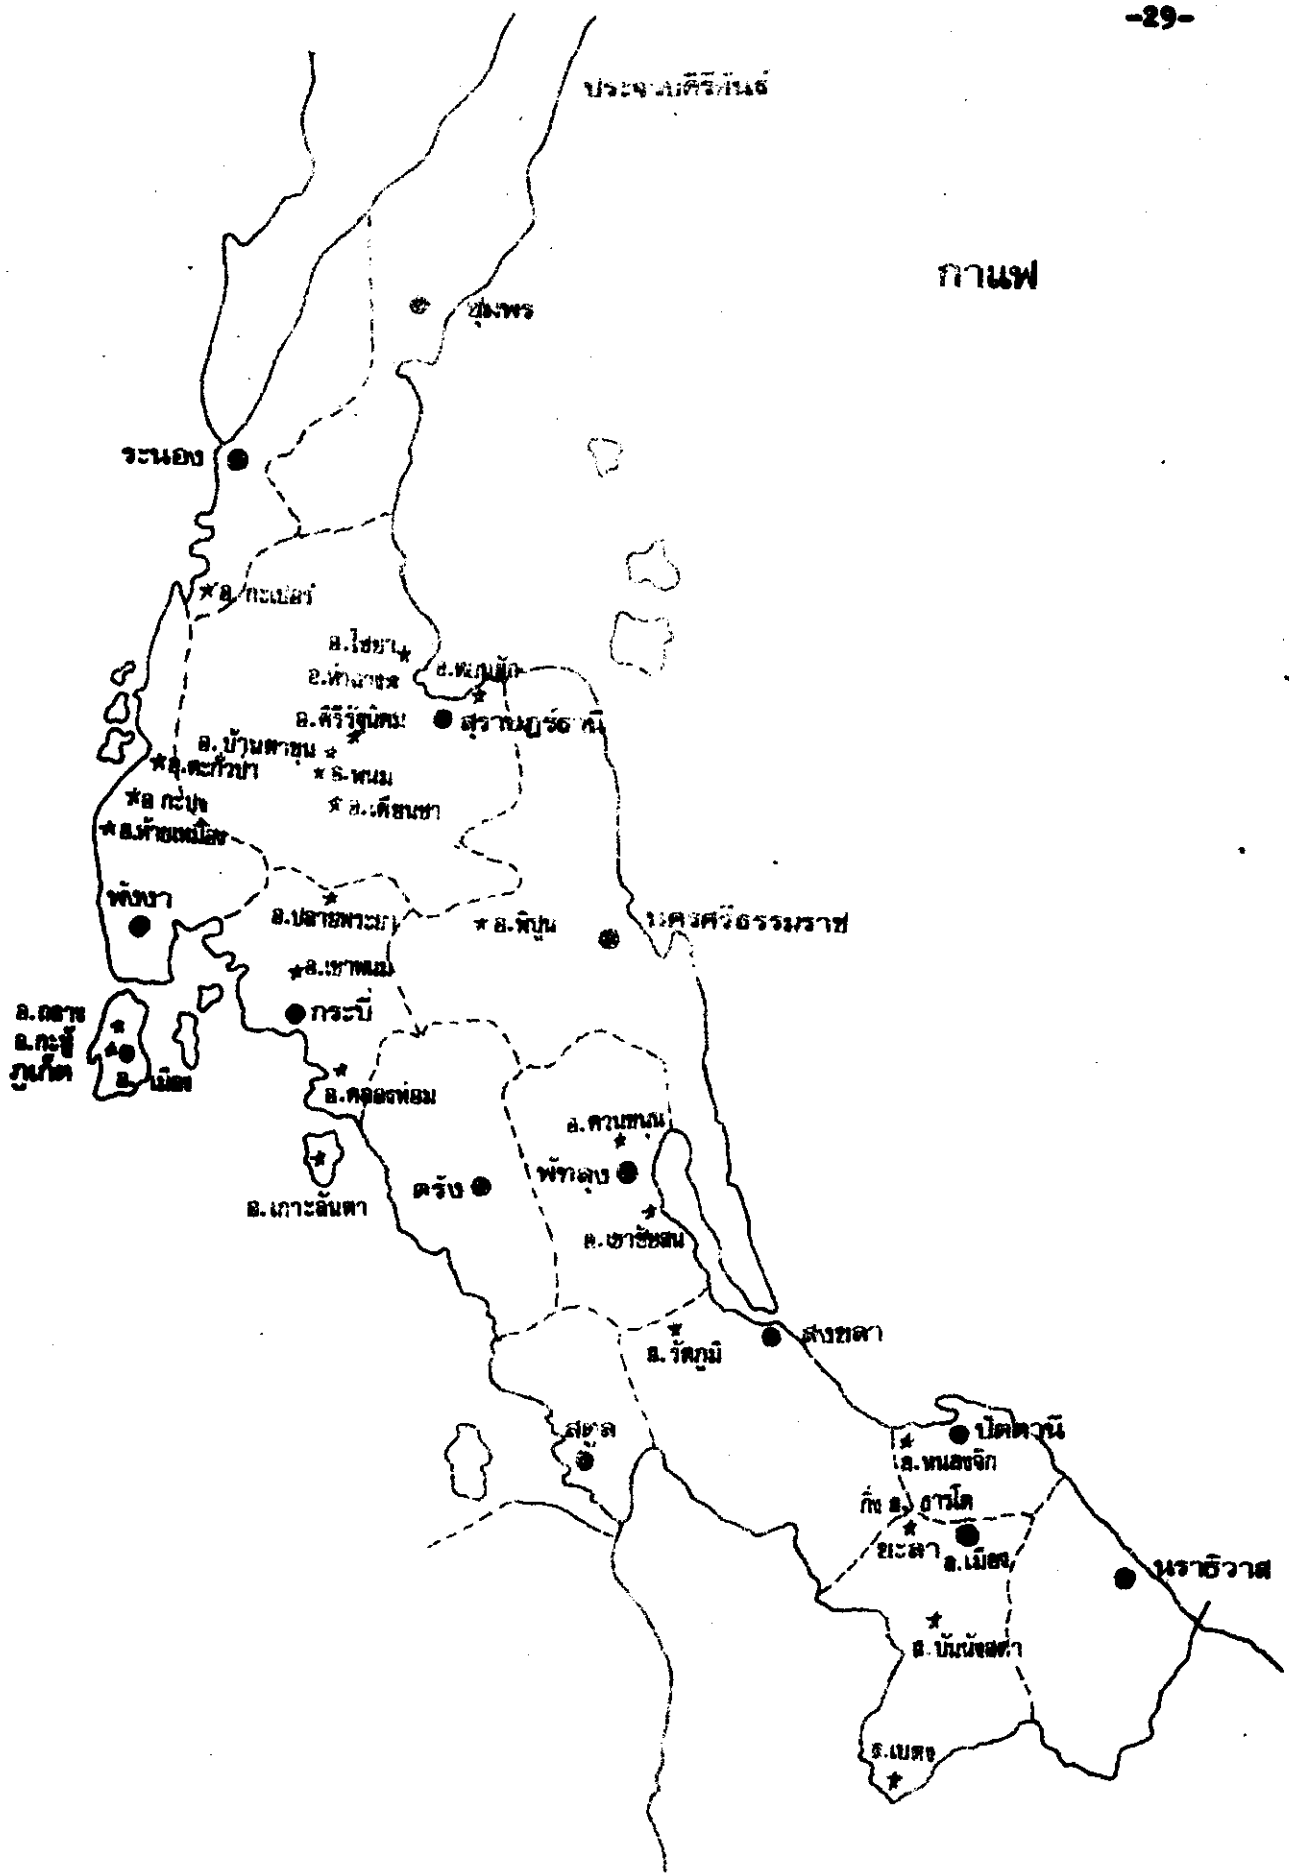 -29-
ประจวบคีรีขันธ์
กาแฟ
ชุมพร
ระนอง
อ. กะเปอร์
อ.ไชยา
อ.ท่าฉาง
อ.คีรีรัฐนิคม
สุราษฎร์ธานี
อ. บ้านตาขุน
อ.พนม
อ.ตะกั่วป่า
อ.เคียนซา
อ กะปง
อ.ท้ายเหมือง
พังงา
อ.ปลายพระยา
อ.พิปูน
นครศรีธรรมราช
อ.เขาพนม
กระบี่
อ.ถลาง
อ.กะทู้
ภูเก็ต
อ. เมือง
อ.คลองท่อม
อ.ควนขนุน
พัทลุง
ตรัง
อ.เกาะลันตา
อ.เขาชัยสน
สงขลา
อ. รัตภูมิ
สตูล
ปัตตานี
อ.หนองจิก
กิ่ง อ. ธารโต
ยะลา
อ.เมือง
นราธิวาส
อ.บันนังสตา
อ.เบตง